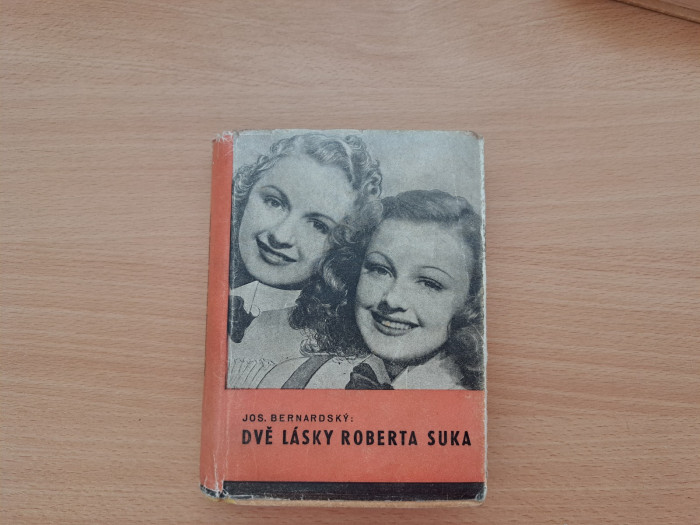 JOS. BERNARDSKÝ:
DVĚ LÁSKY ROBERTA SUKA